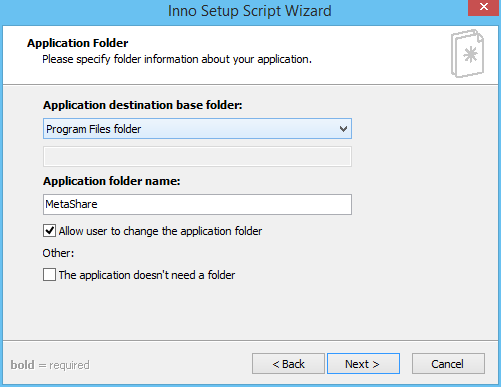 Inno Setup Script Wizard
Application Folder
Please specify folder information about your application.
Application destination base folder:
Program Files folder
Application folder name:
MetaShare
Allow user to change the application folder
Other:
The application doesn't need a folder
bold = required
< Back
Next >
Cancel